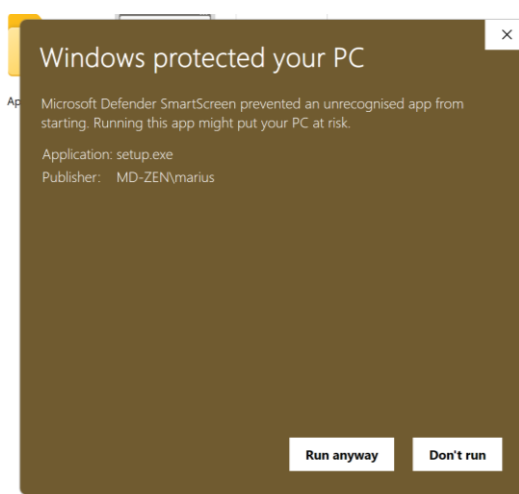 Windows protected your PC
Ap
Microsoft Defender SmartScreen prevented an unrecognised app from
starting. Running this app might put your PC at risk.
Application: setup.exe
Publisher: MD-ZEN\marius
Run anyway
Don't run